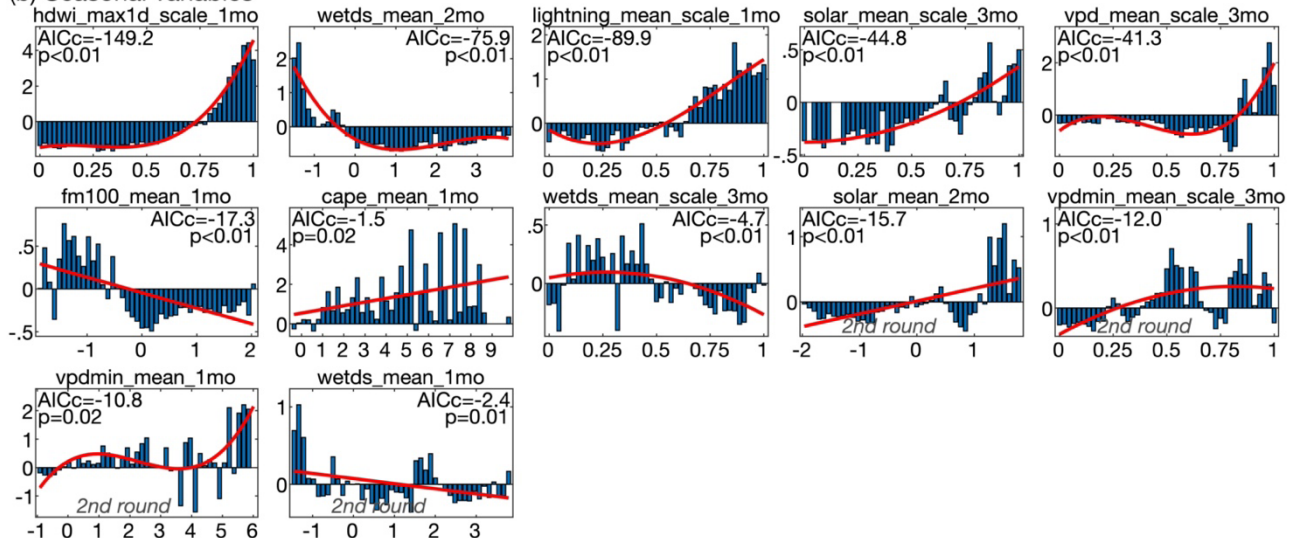 (b) Seasonal variables
hdwi_max1d_scale_1mo
AICc=-149.2
p<0.01
4
2
0
0 0.25 0.5 0.75 1
wetds_mean_2mo
AICc=-75.9
p<0.01
2
1
0
-1 0 1 2 3
lightning_mean_scale_1mo
AICc=-89.9
p<0.01
2
1
0
0 0.25 0.5 0.75 1
solar_mean_scale_3mo
AICc=-44.8
p<0.01
.5
0
-.5
0 0.25 0.5 0.75 1
vpd_mean_scale_3mo
AICc=-41.3
p<0.01
2
0
0 0.25 0.5 0.75 1
fm100_mean_1mo
AICc=-17.3
p<0.01
.5
0
-.5
-1 0 1 2
cape_mean_1mo
AICc=-1.5
p=0.02
4
2
0
0 1 2 3 4 5 6 7 8 9
wetds_mean_scale_3mo
AICc=-4.7
p<0.01
.5
0
0 0.25 0.5 0.75 1
solar_mean_2mo
AICc=-15.7
p<0.01
1
0
2nd round
-2 -1 0 1
vpdmin_mean_scale_3mo
AICc=-12.0
p<0.01
1
0
2nd round
0 0.25 0.5 0.75 1
vpdmin_mean_1mo
AICc=-10.8
p=0.02
2
1
0
-1
2nd round
-1 0 1 2 3 4 5 6
wetds_mean_1mo
AICc=-2.4
p=0.01
1
0
2nd round
-1 0 1 2 3